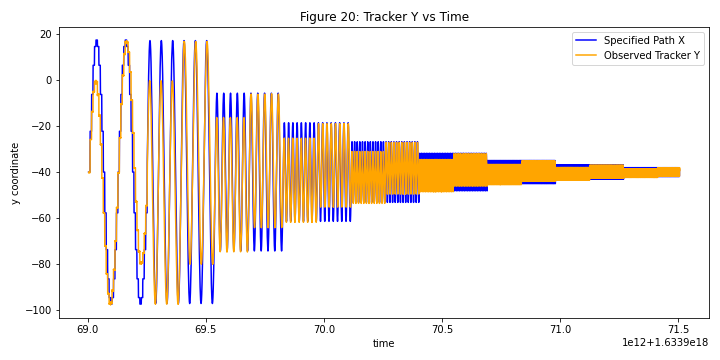 Figure 20: Tracker Y vs Time
Specified Path X
Observed Tracker Y
y coordinate
20
0
−20
−40
−60
−80
−100
69.0 69.5 70.0 70.5 71.0 71.5
time
1e12+1.6339e18